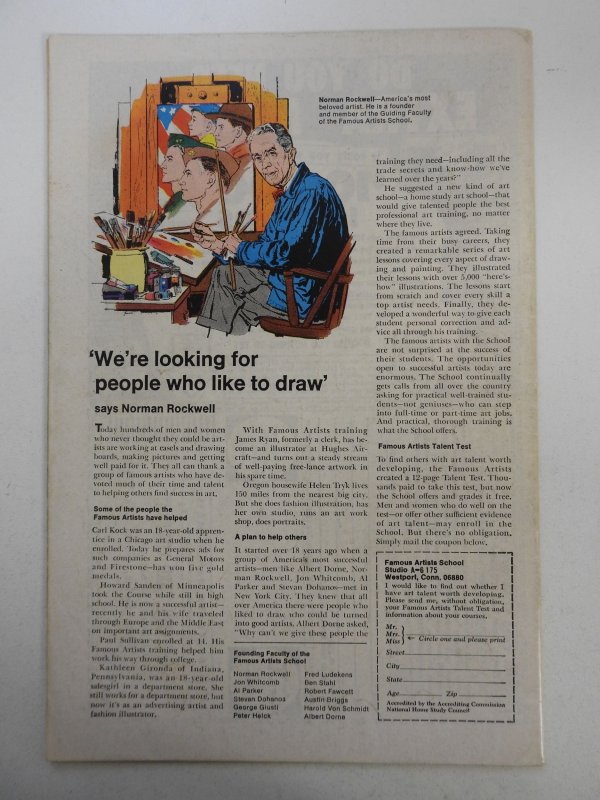 Norman Rockwell—America's most
beloved artist. He is a founder
and member of the Guiding Faculty
of the Famous Artists School.
'We're looking for
people who like to draw'
says Norman Rockwell
Today hundreds of men and women
who never thought they could be art-
ists are working at easels and drawing
boards, making pictures and getting
well paid for it. They all can thank a
group of famous artists who have de-
voted much of their time and talent
to helping others find success in art.
Some of the people the
Famous Artists have helped
Carl Kock was an 18-year-old appren-
tice in a Chicago art studio when he
enrolled. Today he prepares ads for
such companies as General Motors
and Firestone—has won five gold
medals.
Howard Sanden of Minneapolis
took the Course while still in high
school. He is now a successful artist—
recently he and his wife traveled
through Europe and the Middle East
on important art assignments.
Paul Sullivan enrolled at 14. His
Famous Artists training helped him
work his way through college.
Kathleen Gironda of Indiana,
Pennsylvania, was an 18-year-old
salesgirl in a department store. She
still works for a department store, but
now it's as an advertising artist and
fashion illustrator.
With Famous Artists training
James Ryan, formerly a clerk, has be-
come an illustrator at Hughes Air-
craft—and turns out a steady stream
of well-paying free-lance artwork in
his spare time.
Oregon housewife Helen Tryk lives
150 miles from the nearest big city.
But she does fashion illustration, has
her own studio, runs an art work
shop, does portraits.
A plan to help others
It started over 18 years ago when a
group of America's most successful
artists—men like Albert Dorne, Nor-
man Rockwell, Jon Whitcomb, Al
Parker and Stevan Dohanos—met in
New York City. They knew that all
over America there were people who
liked to draw who could be turned
into good artists. Albert Dorne asked,
"Why can't we give these people the
Founding Faculty of the
Famous Artists School
Norman Rockwell
Jon Whitcomb
Al Parker
Stevan Dohanos
George Giusti
Peter Helck
Fred Ludekens
Ben Stahl
Robert Fawcett
Austin Briggs
Harold Von Schmidt
Albert Dorne
training they need—including all the
trade secrets and know-how we've
learned over the years?"
He suggested a new kind of art
school—a home study art school—that
would give talented people the best
professional art training, no matter
where they live.
The famous artists agreed. Taking
time from their busy careers, they
created a remarkable series of art
lessons covering every aspect of draw-
ing and painting. They illustrated
their lessons with over 5,000 "here's-
how" illustrations. The lessons start
from scratch and cover every skill a
top artist needs. Finally, they de-
veloped a wonderful way to give each
student personal correction and ad-
vice all through his training.
The famous artists with the School
are not surprised at the success of
their students. The opportunities
open to successful artists today are
enormous. The School continually
gets calls from all over the country
asking for practical well-trained stu-
dents—not geniuses—who can step
into full-time or part-time art jobs.
And practical, thorough training is
what the School offers.
Famous Artists Talent Test
To find others with art talent worth
developing, the Famous Artists
created a 12-page Talent Test. Thou-
sands paid to take this test, but now
the School offers and grades it free.
Men and women who do well on the
test—or offer other sufficient evidence
of art talent—may enroll in the
School. But there's no obligation.
Simply mail the coupon below.
Famous Artists School
Studio A-6175
Westport, Conn. 06880
I would like to find out whether I
have art talent worth developing.
Please send me, without obligation,
your Famous Artists Talent Test and
information about your courses.
Mr.
Mrs.
Miss ← Circle one and please print
Street
City
State
Age Zip
Accredited by the Accrediting Commission
National Home Study Council